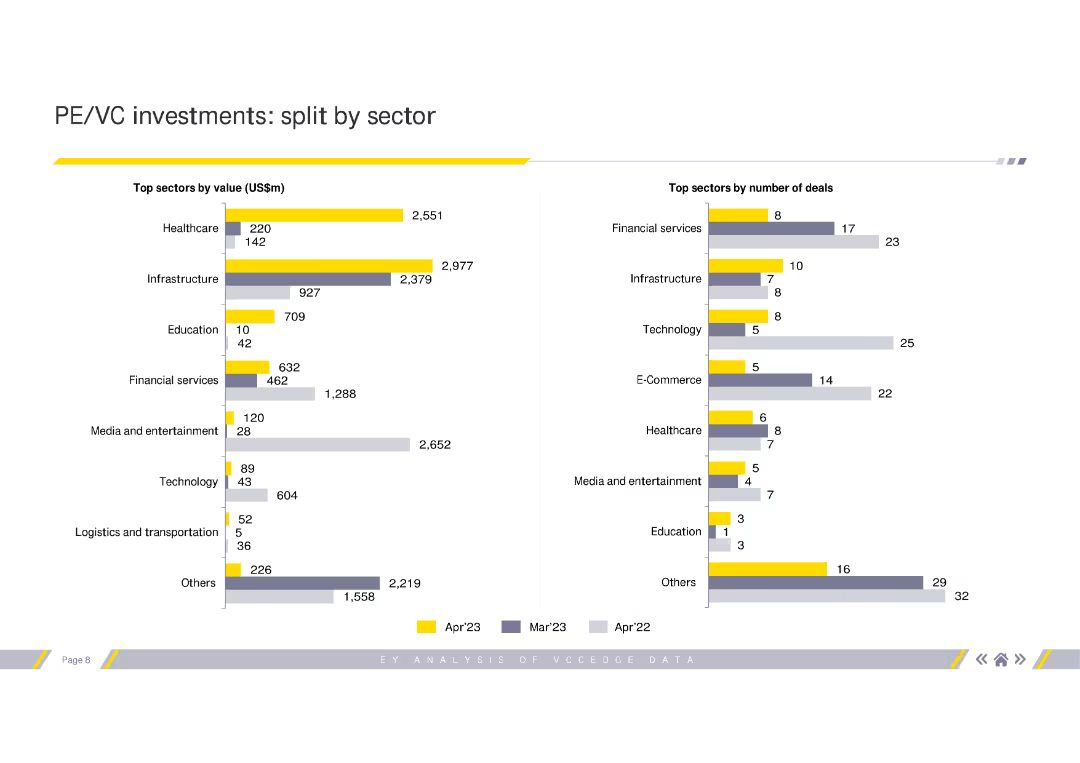 PE/VC investments: split by sector
Top sectors by value (US$m)
Healthcare
2,551
220
142
Infrastructure
2,977
2,379
927
Education
709
10
42
Financial services
632
462
1,288
Media and entertainment
120
28
2,652
Technology
89
43
604
Logistics and transportation
52
5
36
Others
226
2,219
1,558
Top sectors by number of deals
Financial services
8
17
23
Infrastructure
10
7
8
Technology
8
5
25
E-Commerce
5
14
22
Healthcare
6
8
7
Media and entertainment
5
4
7
Education
3
1
3
Others
16
29
32
Apr'23 Mar'23 Apr'22
Page 8
EY ANALYSIS OF VCCEDGE DATA